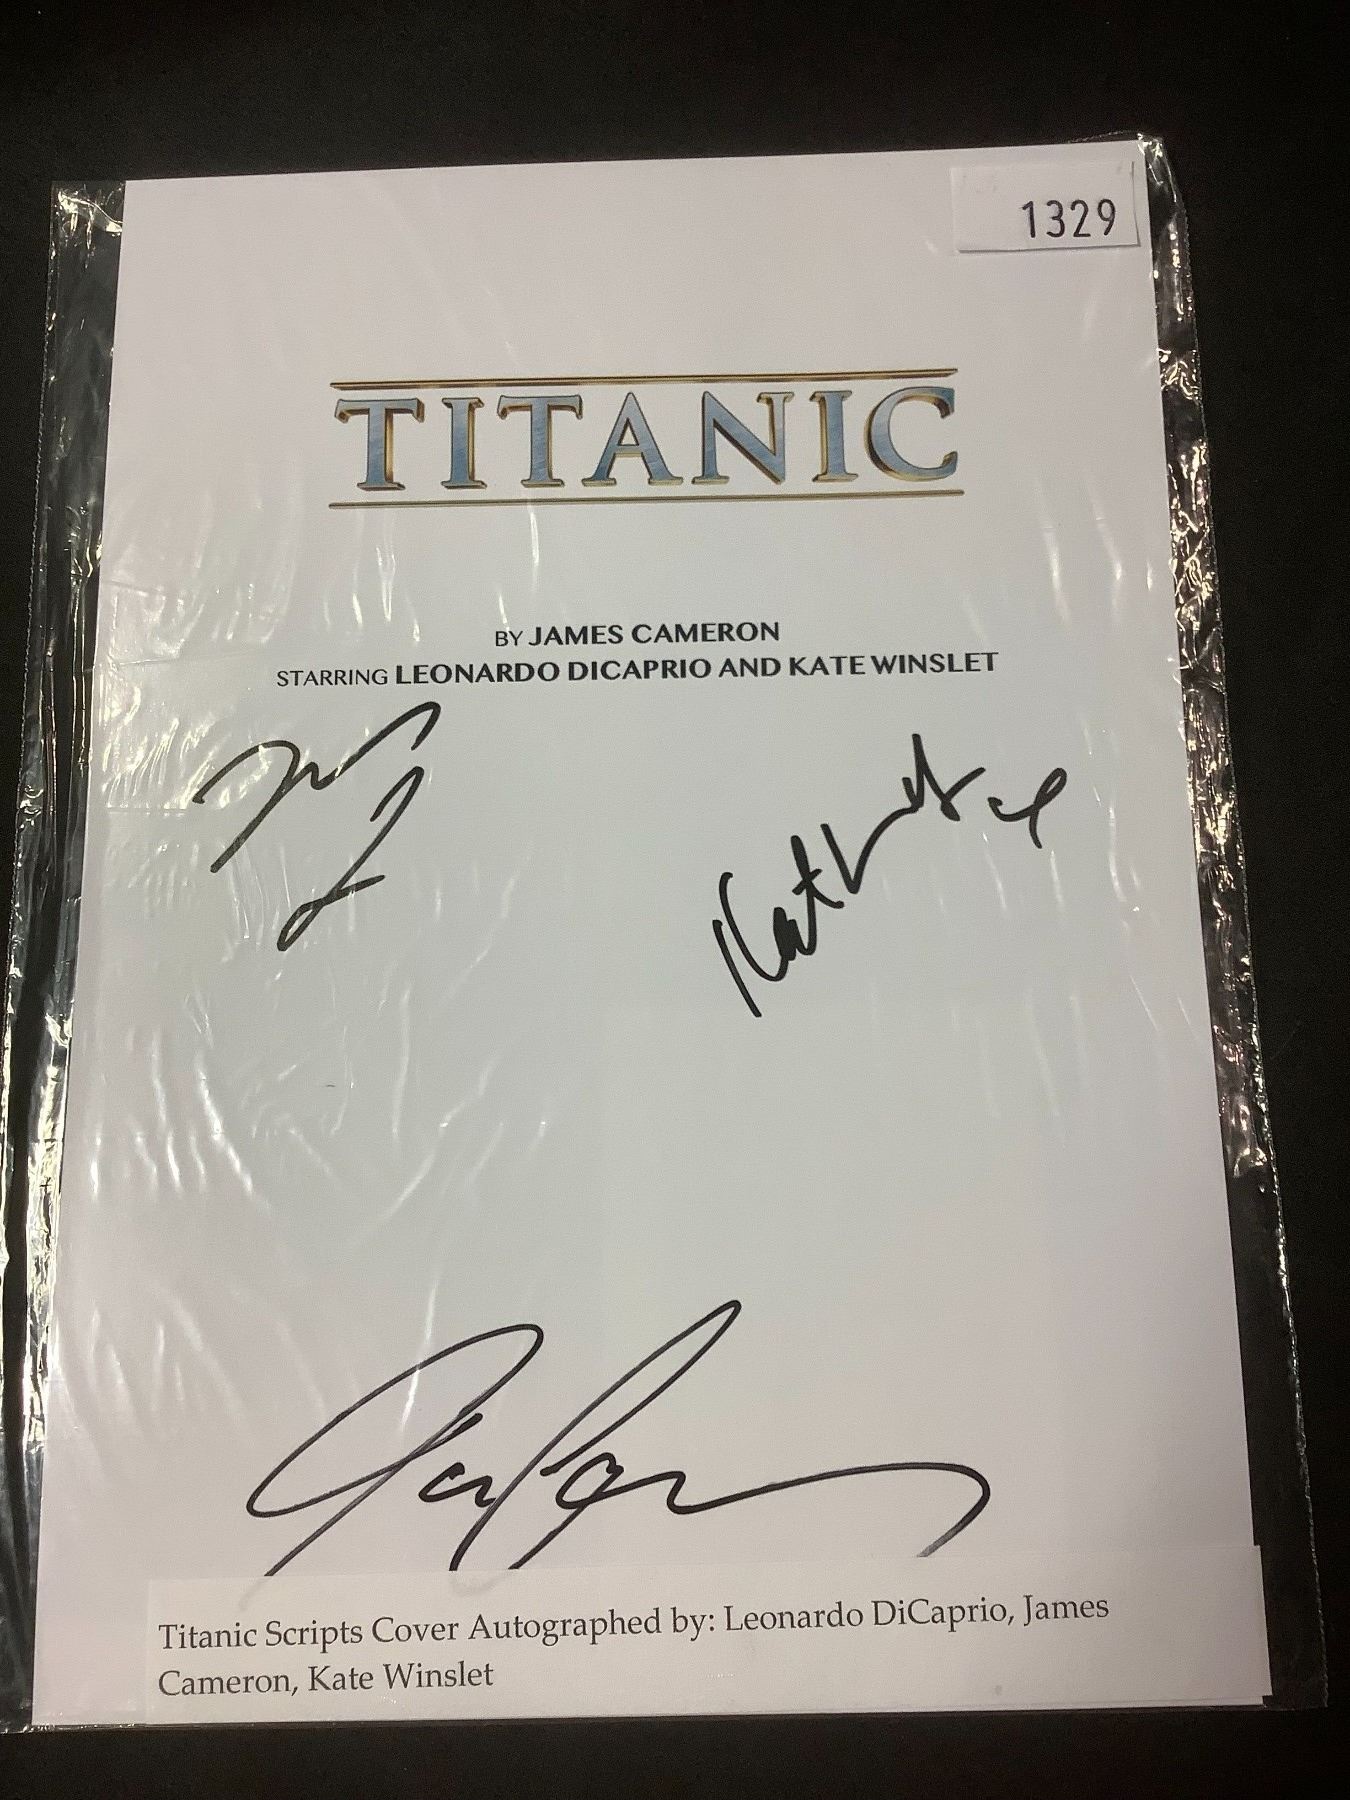 1329
TITANIC
BY JAMES CAMERON
STARRING LEONARDO DICAPRIO AND KATE WINSLET
Titanic Scripts Cover Autographed by: Leonardo DiCaprio, James
Cameron, Kate Winslet